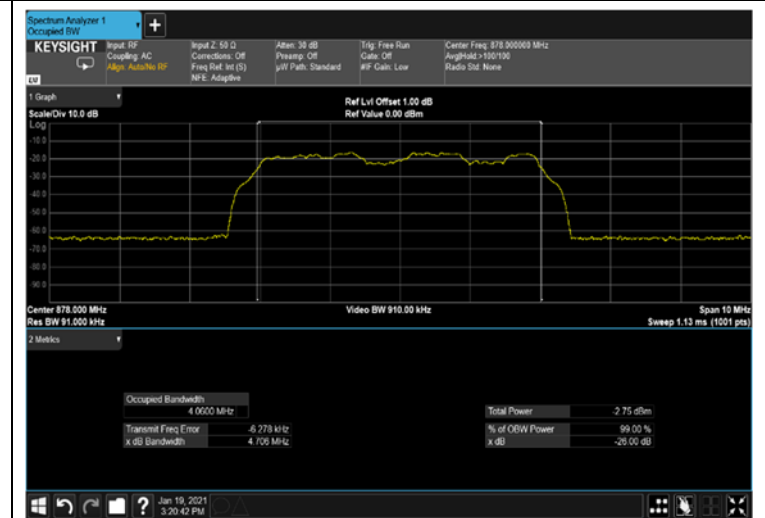 Spectrum Analyzer 1
Occupied BW
+
KEYSIGHT
LXI
Input: RF
Coupling: AC
Align: Auto/No RF
Input Z: 50 Ω
Corrections: Off
Freq Ref: Int (S)
NFE: Adaptive
Atten: 30 dB
Preamp: Off
µW Path: Standard
Trig: Free Run
Gate: Off
#IF Gain: Low
Center Freq: 878.000000 MHz
Avg|Hold:>100/100
Radio Std: None
1 Graph
Scale/Div 10.0 dB
Ref Lvl Offset 1.00 dB
Ref Value 0.00 dBm
Log
-10.0
-20.0
-30.0
-40.0
-50.0
-60.0
-70.0
-80.0
-90.0
Center 878.000 MHz
Res BW 91.000 kHz
Video BW 910.00 kHz
Span 10 MHz
Sweep 1.13 ms (1001 pts)
2 Metrics
Occupied Bandwidth
4.0600 MHz
Transmit Freq Error -6.278 kHz
x dB Bandwidth 4.706 MHz
Total Power -2.75 dBm
% of OBW Power 99.00 %
x dB -26.00 dB
?
Jan 19, 2021
3:20:42 PM